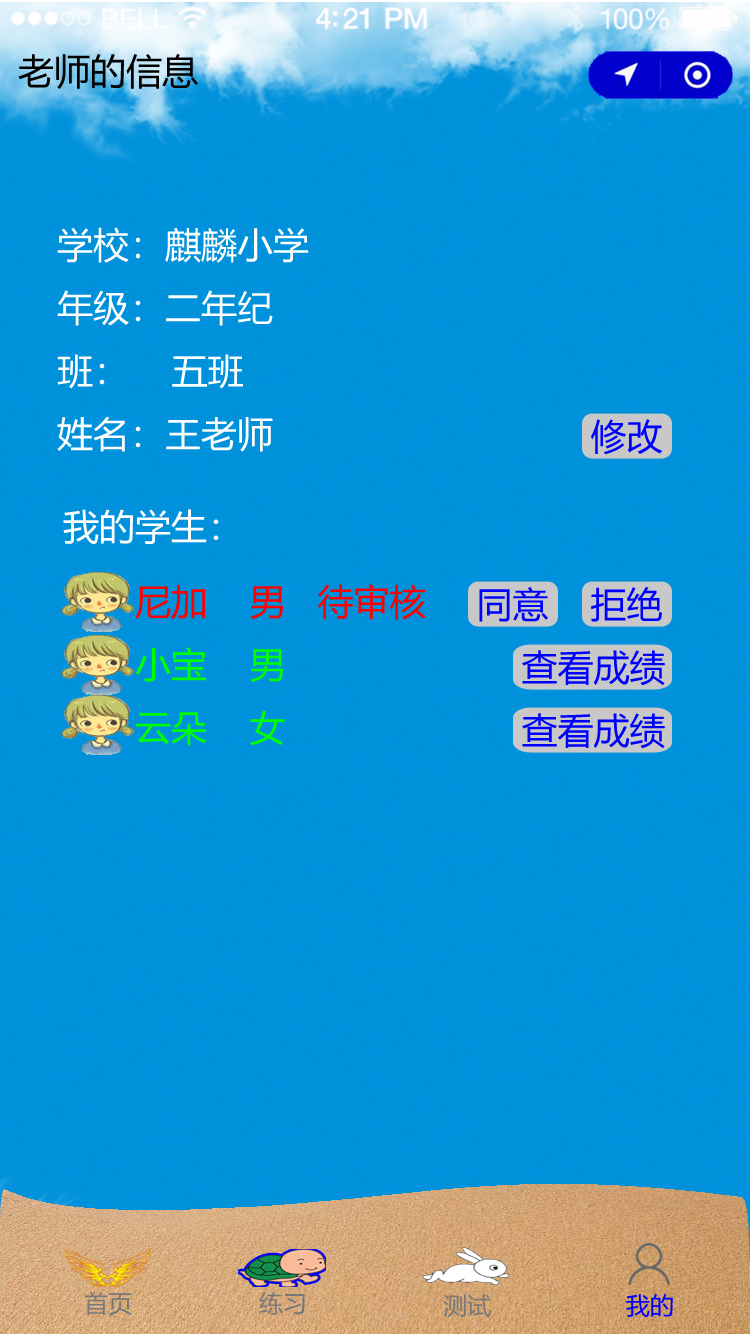 BELL 4:21 PM 100%
老师的信息
学校：麒麟小学
年级：二年纪
班： 五班
姓名：王老师 修改
我的学生：
尼加 男 待审核 同意 拒绝
小宝 男 查看成绩
云朵 女 查看成绩
首页 练习 测试 我的